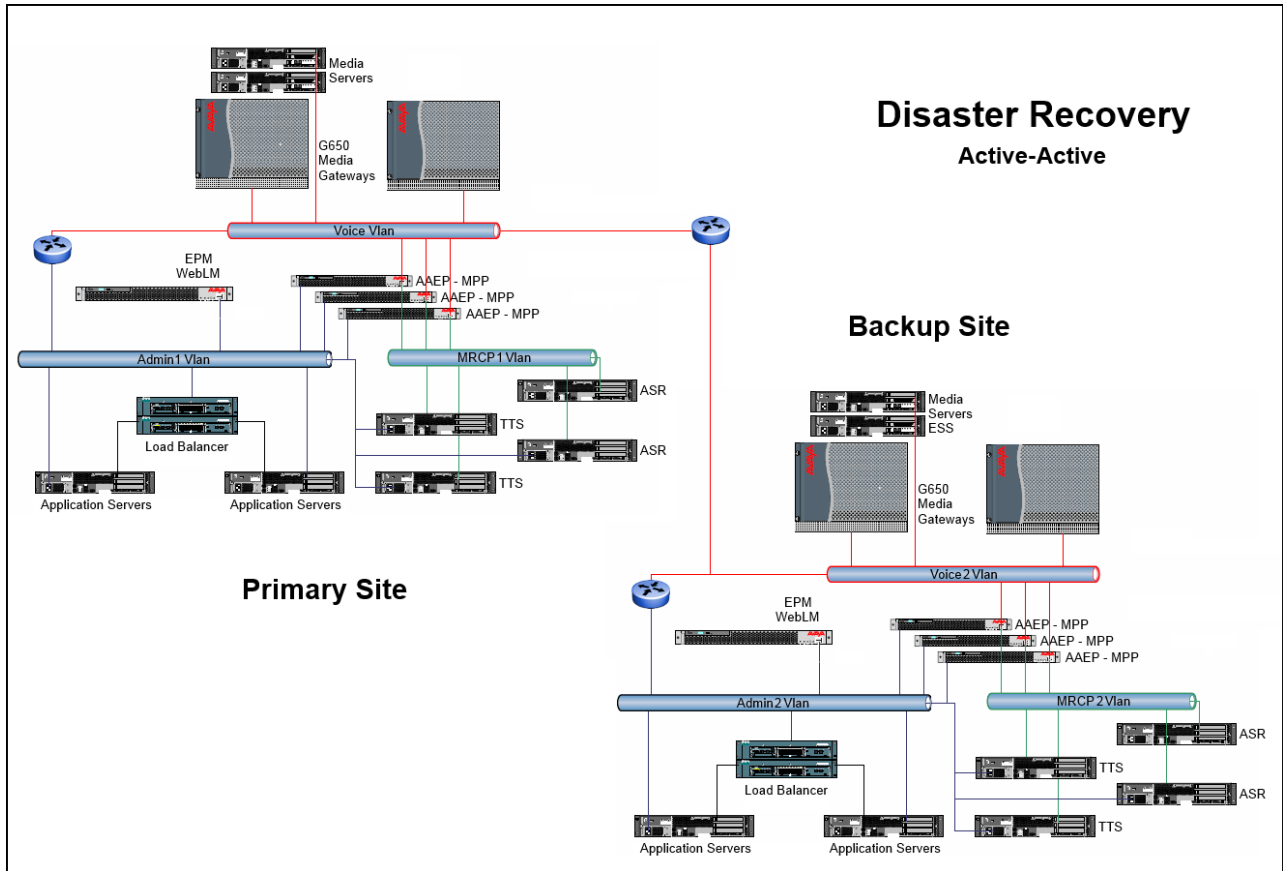 Disaster Recovery
Active-Active
Media
Servers
G650
Media
Gateways
Voice Vlan
EPM
WebLM
AAEP - MPP
AAEP - MPP
AAEP - MPP
Admin1 Vlan
MRCP1 Vlan
ASR
TTS
Load Balancer
ASR
TTS
Application Servers
Application Servers
Primary Site
Backup Site
Media
Servers
ESS
G650
Media
Gateways
Voice2 Vlan
EPM
WebLM
AAEP - MPP
AAEP - MPP
AAEP - MPP
Admin2 Vlan
MRCP2 Vlan
ASR
TTS
Load Balancer
ASR
TTS
Application Servers
Application Servers